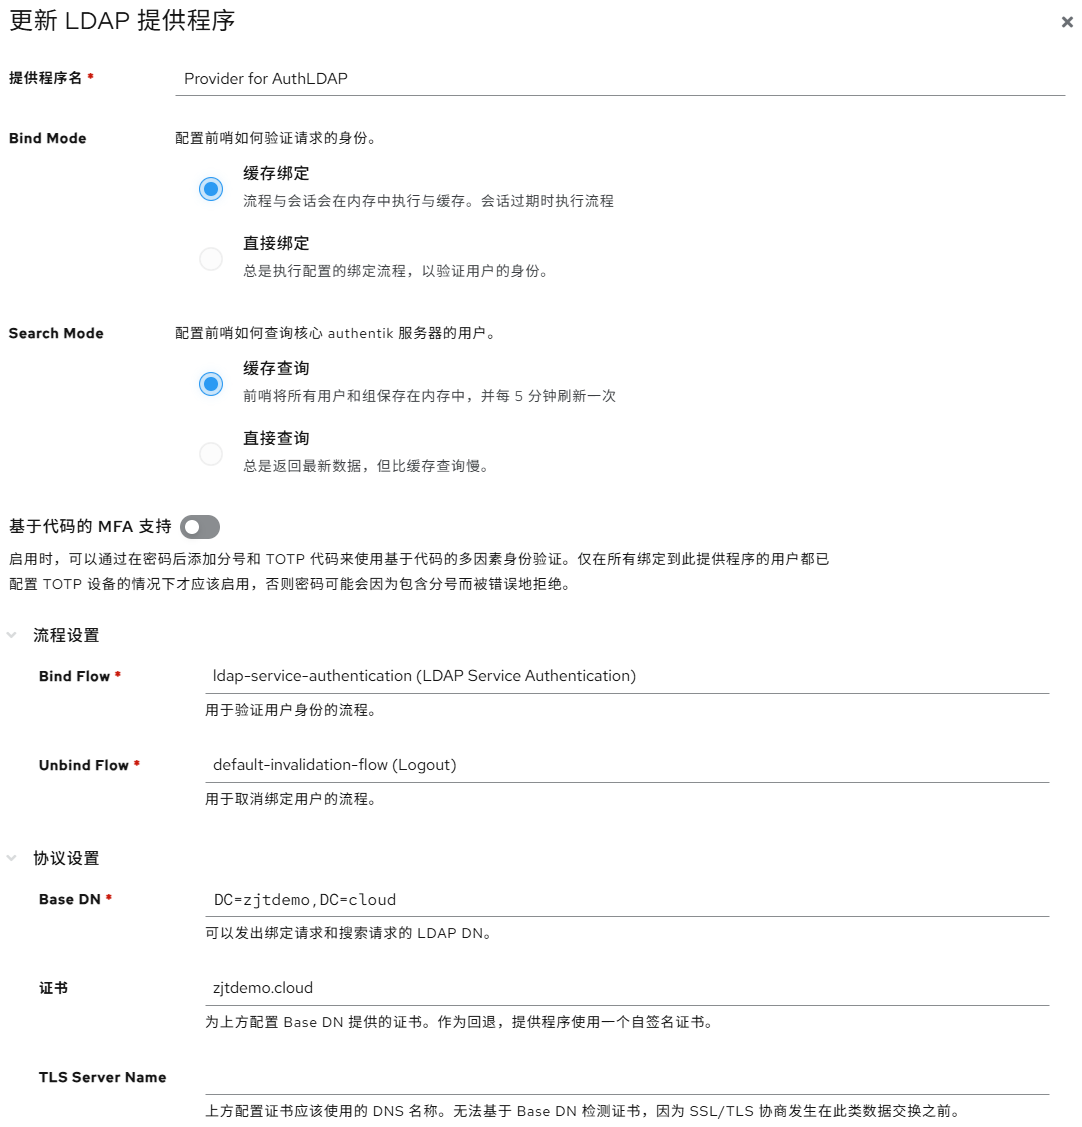 更新 LDAP 提供程序
提供程序名 *
Provider for AuthLDAP
Bind Mode
配置前哨如何验证请求的身份。
缓存绑定
流程与会话会在内存中执行与缓存。会话过期时执行流程
直接绑定
总是执行配置的绑定流程，以验证用户的身份。
Search Mode
配置前哨如何查询核心 authentik 服务器的用户。
缓存查询
前哨将所有用户和组保存在内存中，并每 5 分钟刷新一次
直接查询
总是返回最新数据，但比缓存查询慢。
基于代码的 MFA 支持
启用时，可以通过在密码后添加分号和 TOTP 代码来使用基于代码的多因素身份验证。仅在所有绑定到此提供程序的用户都已
配置 TOTP 设备的情况下才应该启用，否则密码可能会因为包含分号而被错误地拒绝。
流程设置
Bind Flow *
ldap-service-authentication (LDAP Service Authentication)
用于验证用户身份的流程。
Unbind Flow *
default-invalidation-flow (Logout)
用于取消绑定用户的流程。
协议设置
Base DN *
DC=zjtdemo,DC=cloud
可以发出绑定请求和搜索请求的 LDAP DN。
证书
zjtdemo.cloud
为上方配置 Base DN 提供的证书。作为回退，提供程序使用一个自签名证书。
TLS Server Name
上方配置证书应该使用的 DNS 名称。无法基于 Base DN 检测证书，因为 SSL/TLS 协商发生在此类数据交换之前。